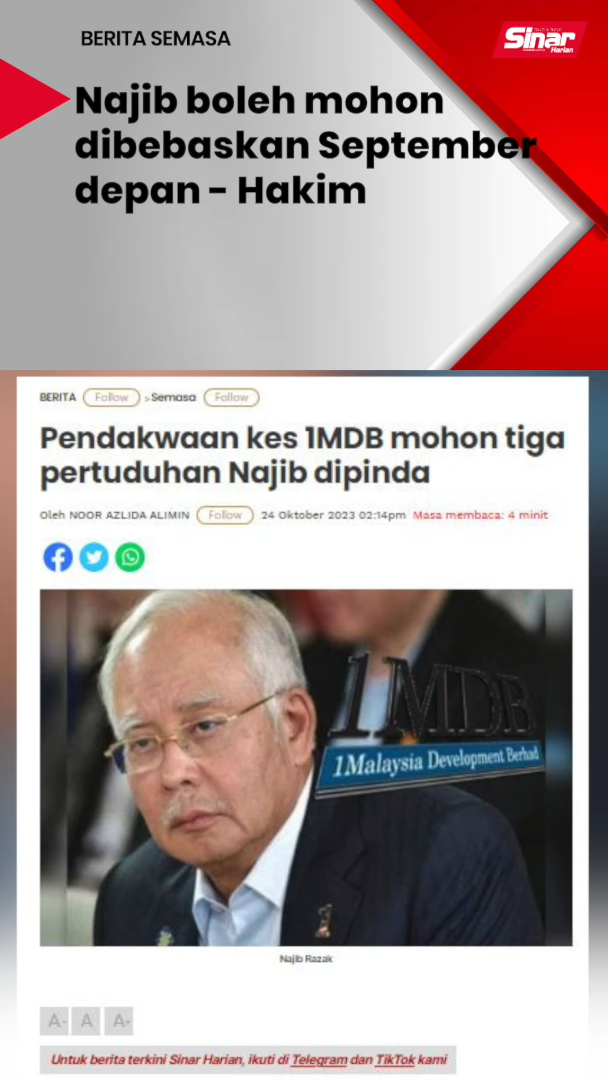 BERITA SEMASA
Sinar
Harian
Najib boleh mohon
dibebaskan September
depan - Hakim
BERITA Follow > Semasa Follow
Pendakwaan kes 1MDB mohon tiga
pertuduhan Najib dipinda
Oleh NOOR AZLIDA ALIMIN Follow 24 Oktober 2023 02:14pm Masa membaca: 4 minit
1MDB
1Malaysia Development Berhad
Najib Razak
A- A A+
Untuk berita terkini Sinar Harian, ikuti di Telegram dan TikTok kami